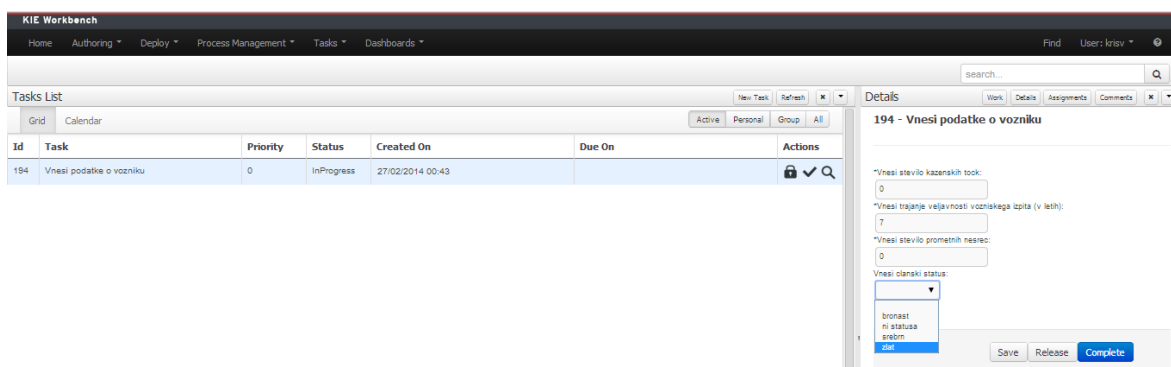 KIE Workbench
Home Authoring Deploy Process Management Tasks Dashboards Find User: krisv
search...
Tasks List New Task Refresh
Details Work Details Assignments Comments
Grid Calendar Active Personal Group All
194 - Vnesi podatke o vozniku
Id Task Priority Status Created On Due On Actions
194 Vnesi podatke o vozniku 0 InProgress 27/02/2014 00:43
*Vnesi stevilo kazenskih tock:
0
*Vnesi trajanje veljavnosti vozniskega izpita (v letih):
7
*Vnesi stevilo prometnih nesrec:
0
Vnesi clanski status:
bronast
ni statusa
srebrn
zlat
Save Release Complete